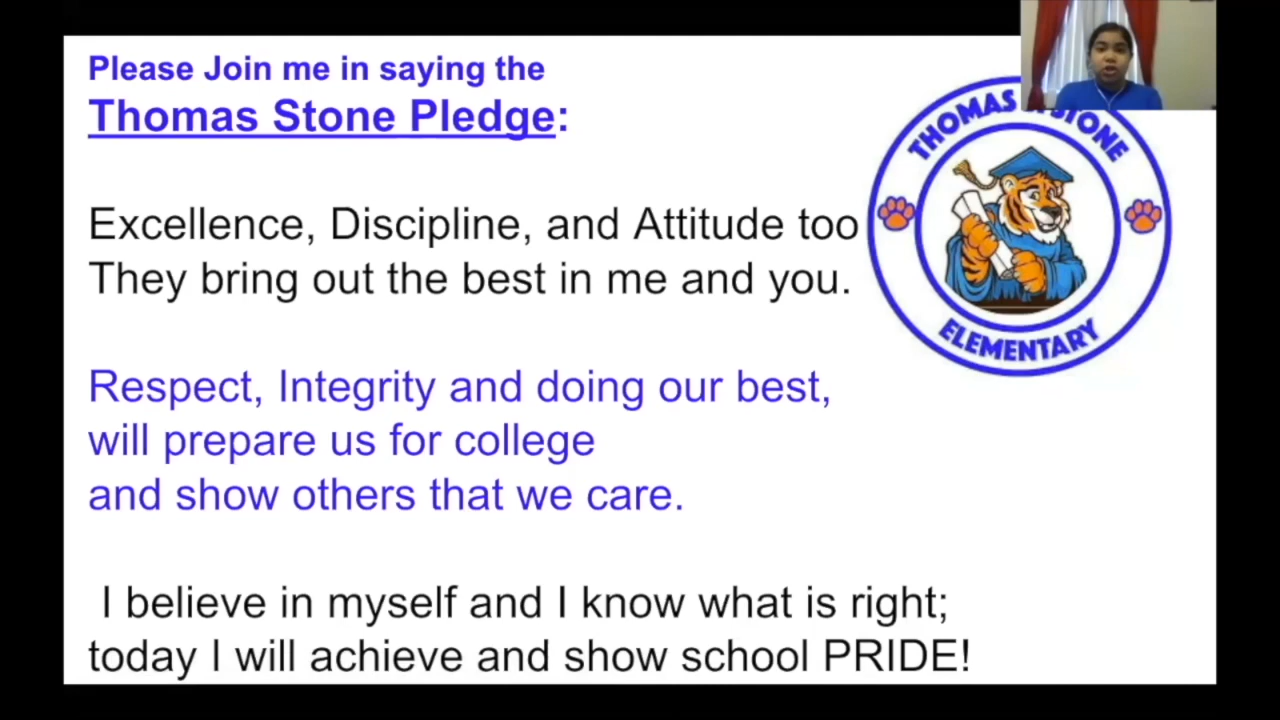 Please Join me in saying the
Thomas Stone Pledge:
Excellence, Discipline, and Attitude too
They bring out the best in me and you.
Respect, Integrity and doing our best,
will prepare us for college
and show others that we care.
I believe in myself and I know what is right;
today I will achieve and show school PRIDE!
THOMAS STONE
ELEMENTARY